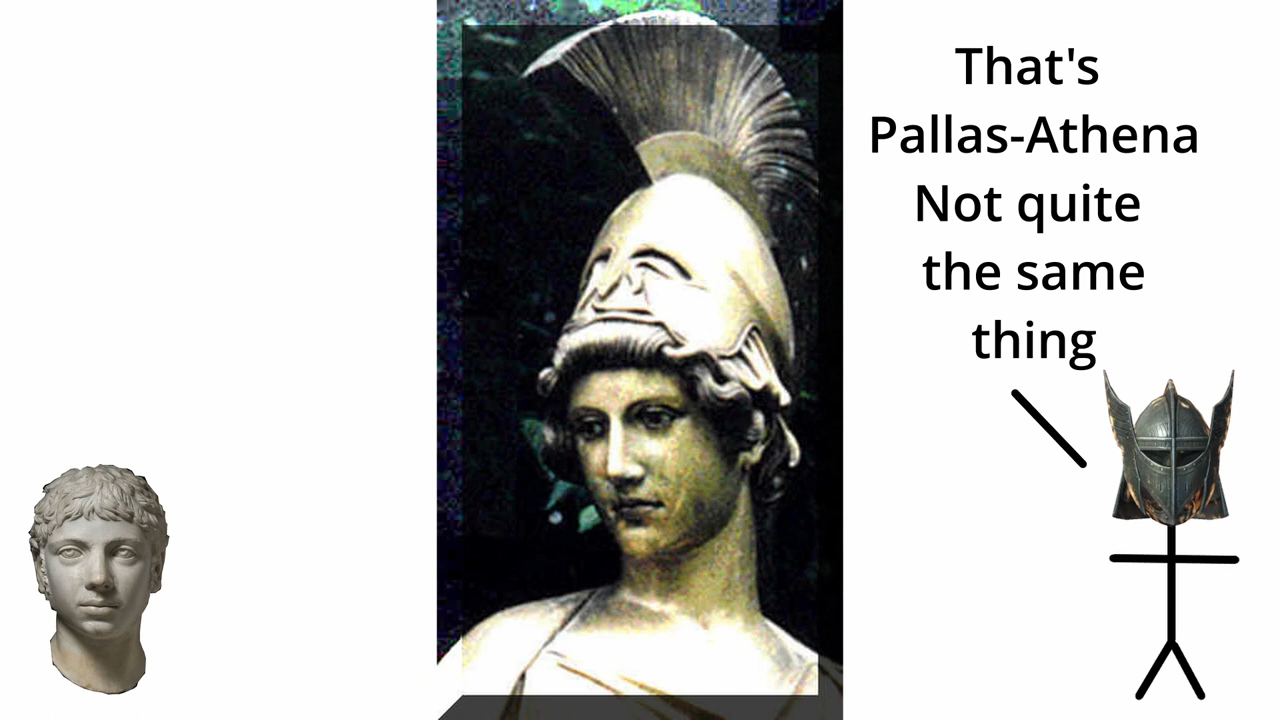 That's
Pallas-Athena
Not quite
the same
thing